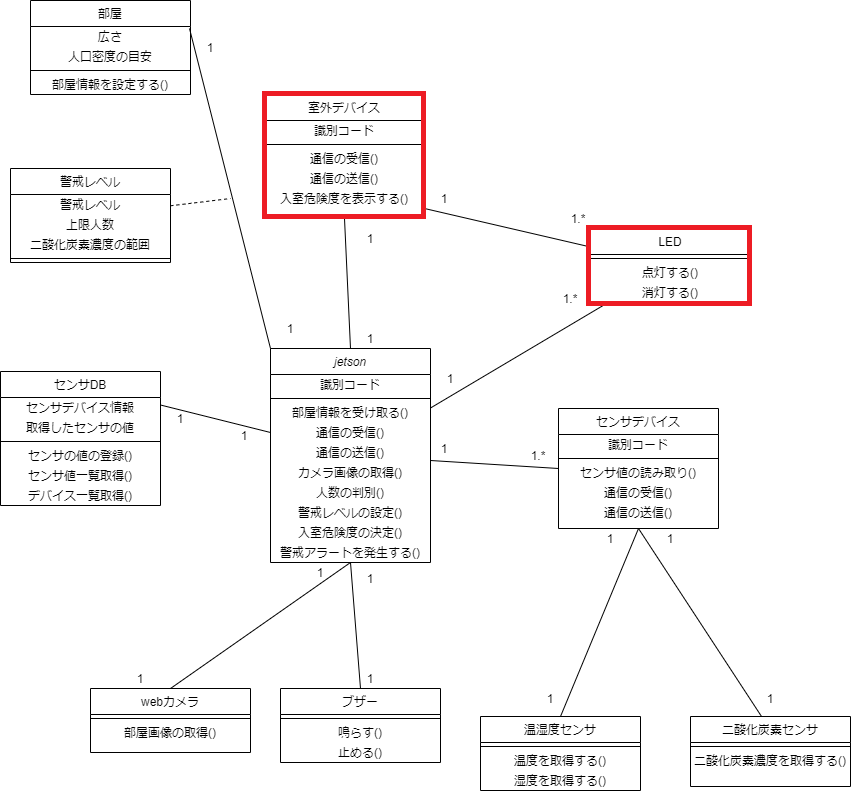 部屋
広さ
人口密度の目安
部屋情報を設定する()
1
室外デバイス
識別コード
通信の受信()
通信の送信()
入室危険度を表示する()
警戒レベル
警戒レベル
上限人数
二酸化炭素濃度の範囲
1
1.*
LED
点灯する()
消灯する()
1
1.*
1
1
1
jetson
識別コード
部屋情報を受け取る()
通信の受信()
通信の送信()
カメラ画像の取得()
人数の判別()
警戒レベルの設定()
入室危険度の決定()
警戒アラートを発生する()
センサDB
センサデバイス情報
取得したセンサの値
センサの値の登録()
センサ値一覧取得()
デバイス一覧取得()
1
1
1
1.*
センサデバイス
識別コード
センサ値の読み取り()
通信の受信()
通信の送信()
1
1
1
1
1
1
webカメラ
部屋画像の取得()
ブザー
鳴らす()
止める()
1
1
温湿度センサ
温度を取得する()
湿度を取得する()
二酸化炭素センサ
二酸化炭素濃度を取得する()